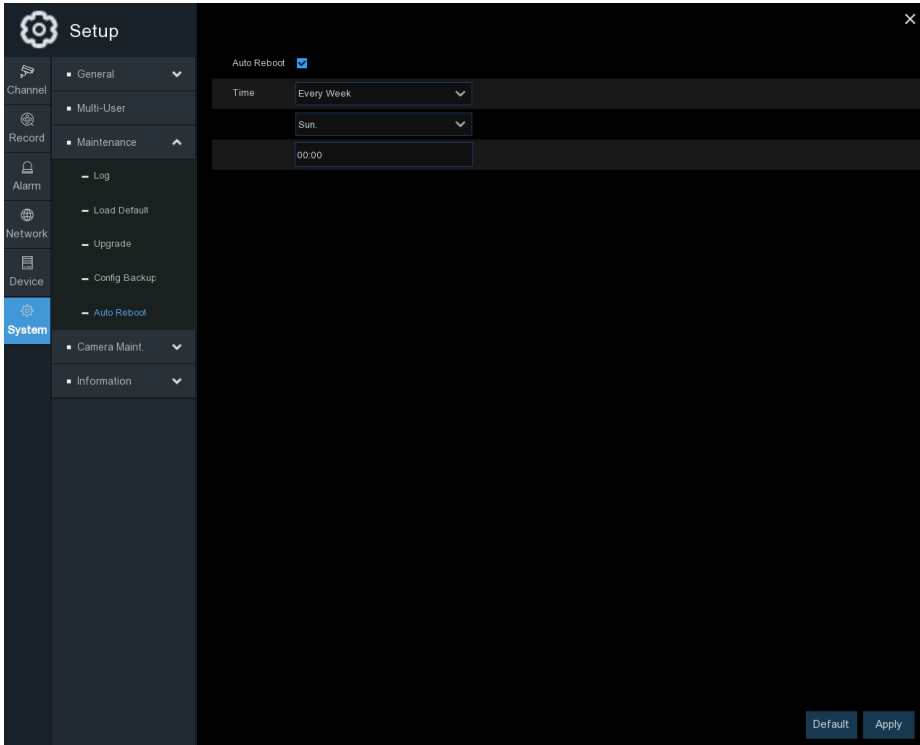 Setup
Channel
Record
Alarm
Network
Device
System
General
Multi-User
Maintenance
Log
Load Default
Upgrade
Config Backup
Auto Reboot
Camera Maint.
Information
Auto Reboot
Time Every Week
Sun.
00:00
Default Apply